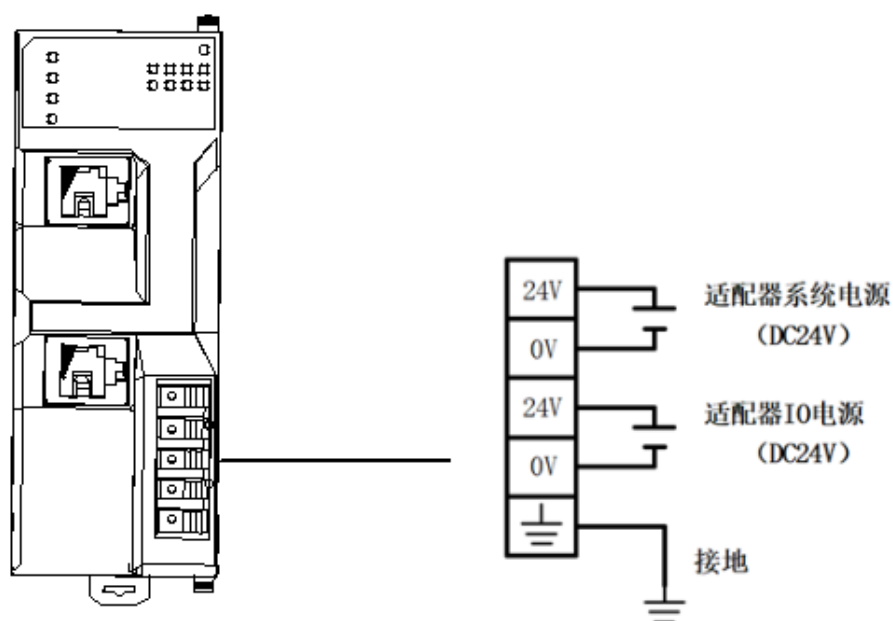 24V
适配器系统电源
（DC24V）
0V
24V
适配器IO电源
（DC24V）
0V
接地